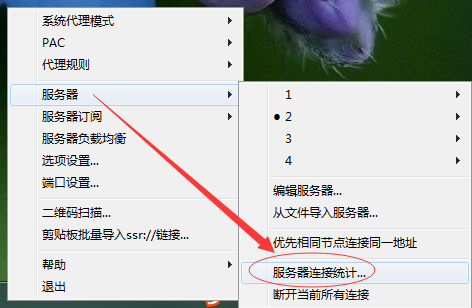 系统代理模式
PAC
代理规则
服务器
服务器订阅
服务器负载均衡
选项设置...
端口设置...
二维码扫描...
剪贴板批量导入ssr://链接...
帮助
退出
1
2
3
4
编辑服务器...
从文件导入服务器...
优先相同节点连接同一地址
服务器连接统计...
断开当前所有连接